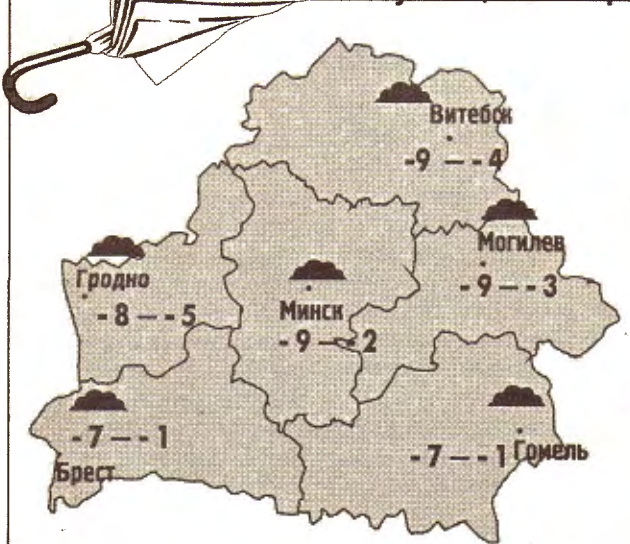 Витебск
-9 — -4
Могилев
-9 — -3
Гродно
-8 — -5
Минск
-9 — -2
-7 — -1
Брест
-7 — -1 Гомель